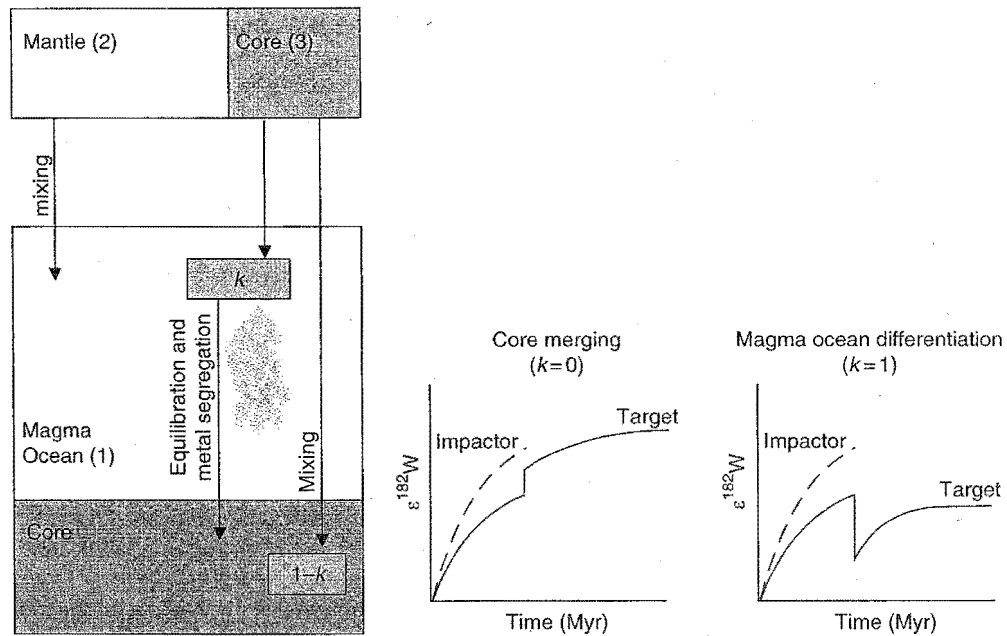 Mantle (2)
Core (3)
mixing
k
Equilibration and
metal segregation
Mixing
Magma
Ocean (1)
Core
1–k
Core merging
(k=0)
Impactor
Target
ε182W
Time (Myr)
Magma ocean differentiation
(k=1)
Impactor
Target
ε182W
Time (Myr)